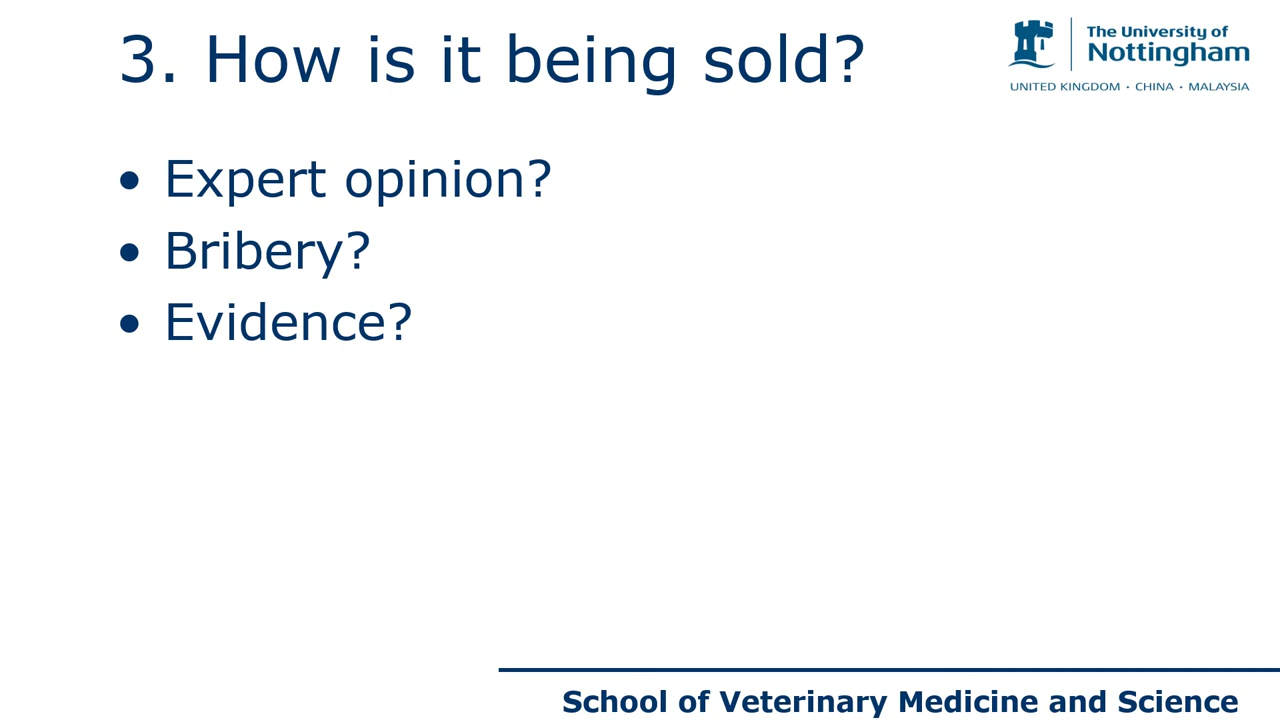 3. How is it being sold?
The University of
Nottingham
UNITED KINGDOM · CHINA · MALAYSIA
• Expert opinion?
• Bribery?
• Evidence?
School of Veterinary Medicine and Science